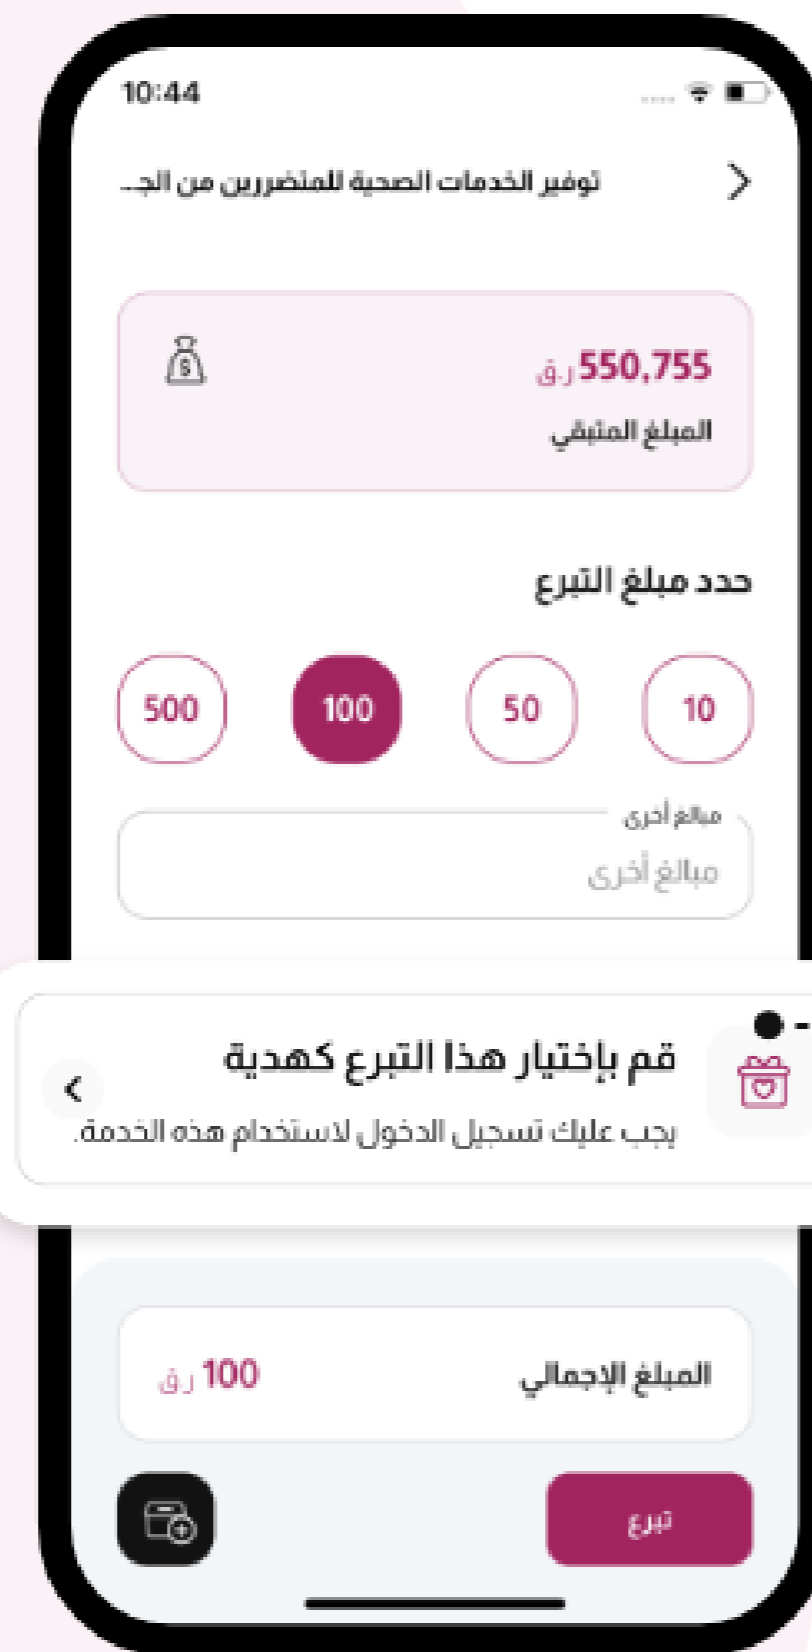 10:44
توفير الخدمات الصحية للمتضررين من الجـ..
550,755 ر.ق
المبلغ المتبقي
حدد مبلغ التبرع
10
50
100
500
مبالغ أخرى
مبالغ أخرى
قم بإختيار هذا التبرع كهدية
يجب عليك تسجيل الدخول لاستخدام هذه الخدمة.
المبلغ الإجمالي
100 ر.ق
تبرع